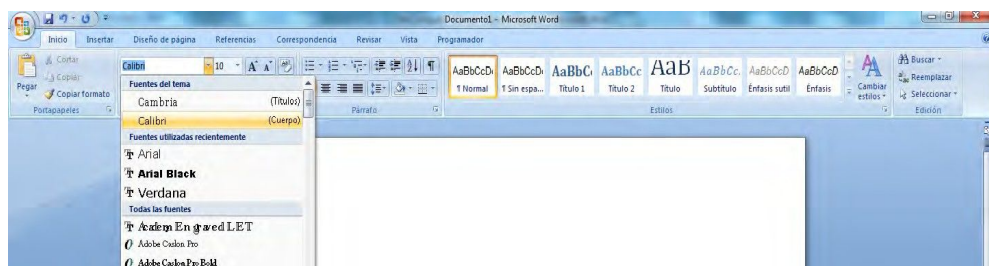 Documento1 - Microsoft Word
Inicio Insertar Diseño de página Referencias Correspondencia Revisar Vista Programador
Pegar
Cortar
Copiar
Copiar formato
Portapapeles
Calibri 10
Fuentes del tema
Cambria (Títulos)
Calibri (Cuerpo)
Fuentes utilizadas recientemente
Arial
Arial Black
Verdana
Todas las fuentes
Academy Engraved LET
Adobe Caslon Pro
Adobe Caslon Pro Bold
Párrafo
AaBbCcDı AaBbCcDı AaBbC AaBbCc AaB AaBbCc. AaBbCcD AaBbCcD
¶ Normal ¶ Sin espa... Título 1 Título 2 Título Subtítulo Énfasis sutil Énfasis
Cambiar estilos
Estilos
Buscar
Reemplazar
Seleccionar
Edición